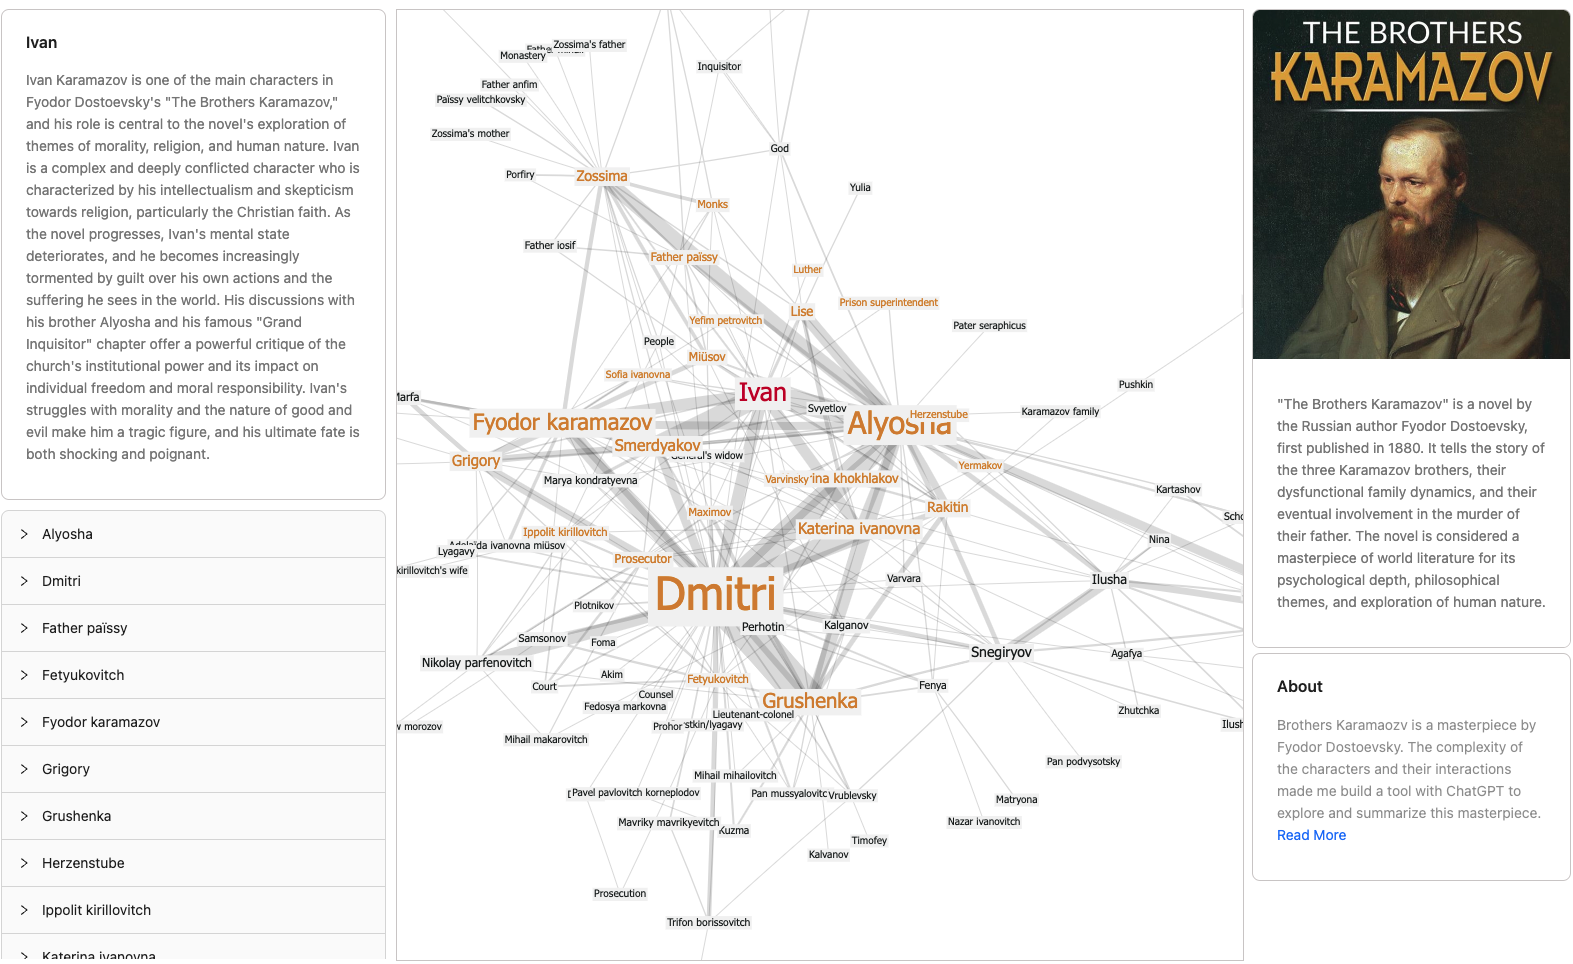 Ivan
Ivan Karamazov is one of the main characters in
Fyodor Dostoevsky's "The Brothers Karamazov,"
and his role is central to the novel's exploration of
themes of morality, religion, and human nature. Ivan
is a complex and deeply conflicted character who is
characterized by his intellectualism and skepticism
towards religion, particularly the Christian faith. As
the novel progresses, Ivan's mental state
deteriorates, and he becomes increasingly
tormented by guilt over his own actions and the
suffering he sees in the world. His discussions with
his brother Alyosha and his famous "Grand
Inquisitor" chapter offer a powerful critique of the
church's institutional power and its impact on
individual freedom and moral responsibility. Ivan's
struggles with morality and the nature of good and
evil make him a tragic figure, and his ultimate fate is
both shocking and poignant.
Alyosha
Dmitri
Father païssy
Fetyukovitch
Fyodor karamazov
Grigory
Grushenka
Herzenstube
Ippolit kirillovitch
Katerina ivanovna
Zossima's father
Monastery
Inquisitor
Father anfim
Païssy velitchkovsky
Zossima's mother
God
Porfiry
Zossima
Yulia
Monks
Father iosif
Father païssy
Luther
Prison superintendent
Lise
Yefim petrovitch
Pater seraphicus
People
Miüsov
Sofia ivanovna
Pushkin
Ivan
Svyetlov
Herzenstube
Karamazov family
Fyodor karamazov
Alyosha
Smerdyakov
General's widow
Grigory
Yermakov
Marya kondratyevna
Varvinsky
ina khokhlakov
Kartashov
Rakitin
Maximov
Ippolit kirillovitch
Katerina ivanovna
Nina
Adelaïda ivanovna miüsov
Lyagavy
Prosecutor
kirillovitch's wife
Varvara
Ilusha
Dmitri
Plotnikov
Perhotin
Kalganov
Samsonov
Foma
Snegiryov
Agafya
Nikolay parfenovitch
Akim
Fetyukovitch
Court
Fenya
Counsel
Grushenka
Fedosya markovna
Lieutenant-colonel
Zhutchka
morozov
Prohor
stkin/lyagavy
Mihail makarovitch
Pan podvysotsky
Mihail mihailovitch
Pavel pavlovitch korneplodov
Pan mussyalovitc
Vrublevsky
Matryona
Mavriky mavrikyevitch
Kuzma
Nazar ivanovitch
Timofey
Kalvanov
Prosecution
Trifon borissovitch
THE BROTHERS
KARAMAZOV
"The Brothers Karamazov" is a novel by
the Russian author Fyodor Dostoevsky,
first published in 1880. It tells the story of
the three Karamazov brothers, their
dysfunctional family dynamics, and their
eventual involvement in the murder of
their father. The novel is considered a
masterpiece of world literature for its
psychological depth, philosophical
themes, and exploration of human nature.
About
Brothers Karamaozv is a masterpiece by
Fyodor Dostoevsky. The complexity of
the characters and their interactions
made me build a tool with ChatGPT to
explore and summarize this masterpiece.
Read More